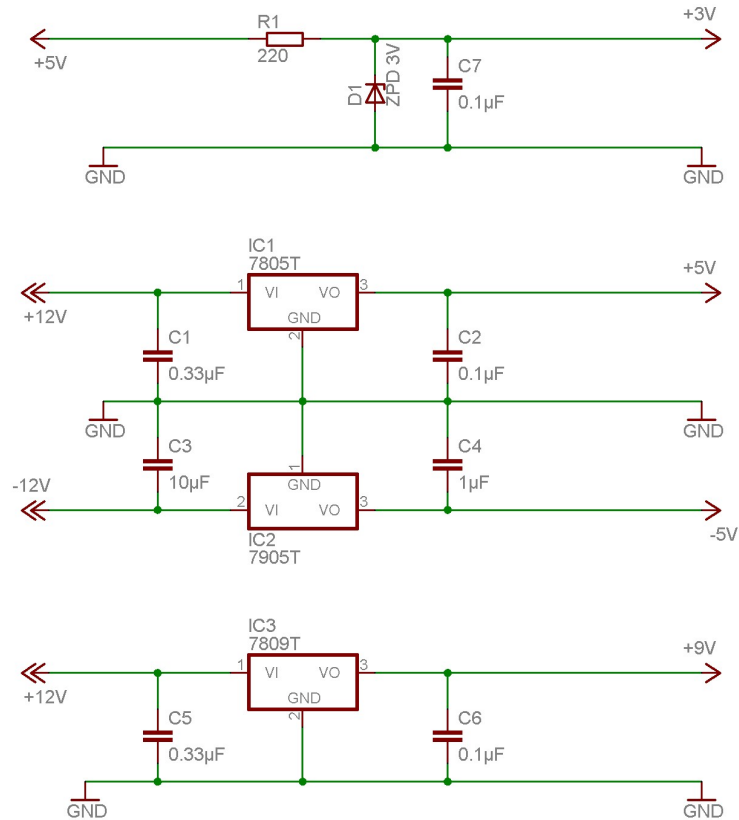 +3V
R1
+5V
220
D1
ZPD 3V
C7
0.1µF
GND
GND
IC1
7805T
+5V
1
VI
VO
3
+12V
GND
2
C1
0.33µF
C2
0.1µF
GND
GND
C3
10µF
C4
1µF
-12V
1
GND
2
VI
VO
3
-5V
IC2
7905T
IC3
7809T
+9V
1
VI
VO
3
+12V
GND
2
C5
0.33µF
C6
0.1µF
GND
GND